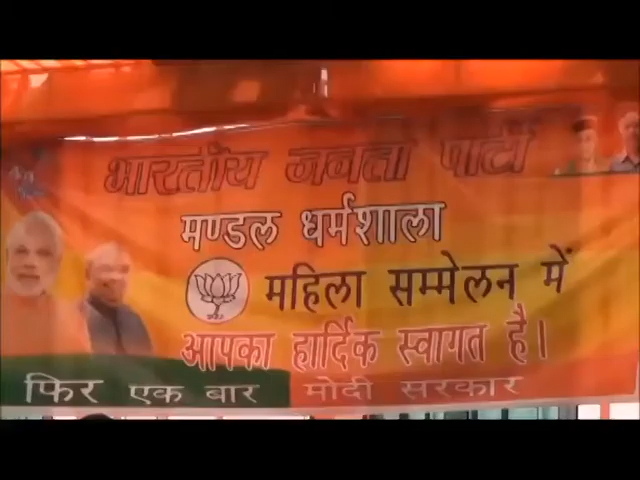 भारतीय जनता पार्टी
मण्डल धर्मशाला
महिला सम्मेलन में
आपका हार्दिक स्वागत है।
फिर एक बार मोदी सरकार